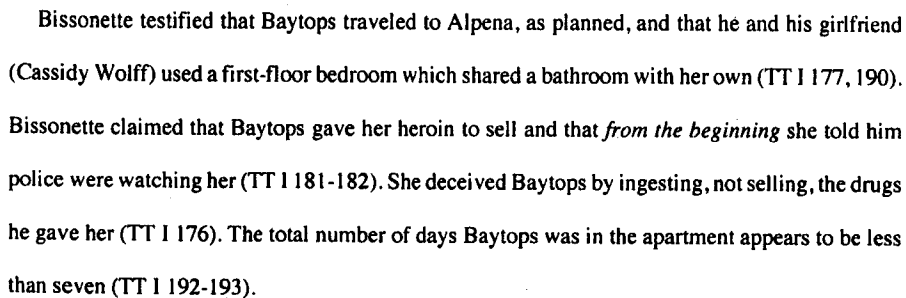 Bissonette testified that Baytops traveled to Alpena, as planned, and that he and his girlfriend
(Cassidy Wolff) used a first-floor bedroom which shared a bathroom with her own (TT I 177, 190).
Bissonette claimed that Baytops gave her heroin to sell and that from the beginning she told him
police were watching her (TT I 181-182). She deceived Baytops by ingesting, not selling, the drugs
he gave her (TT I 176). The total number of days Baytops was in the apartment appears to be less
than seven (TT I 192-193).